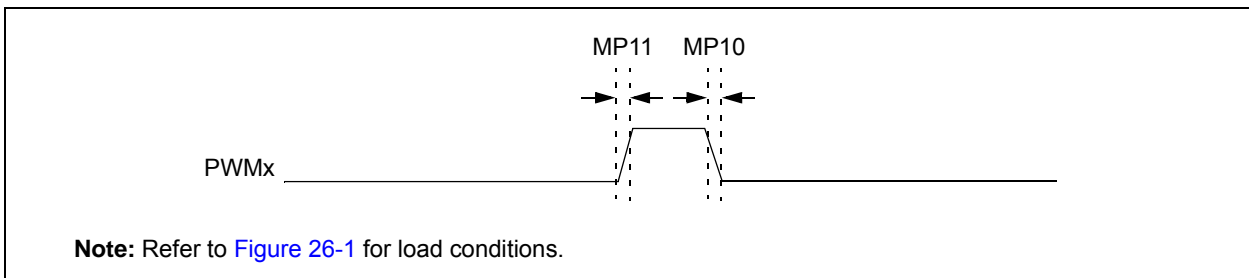 MP11 MP10
PWMx
Note: Refer to Figure 26-1 for load conditions.